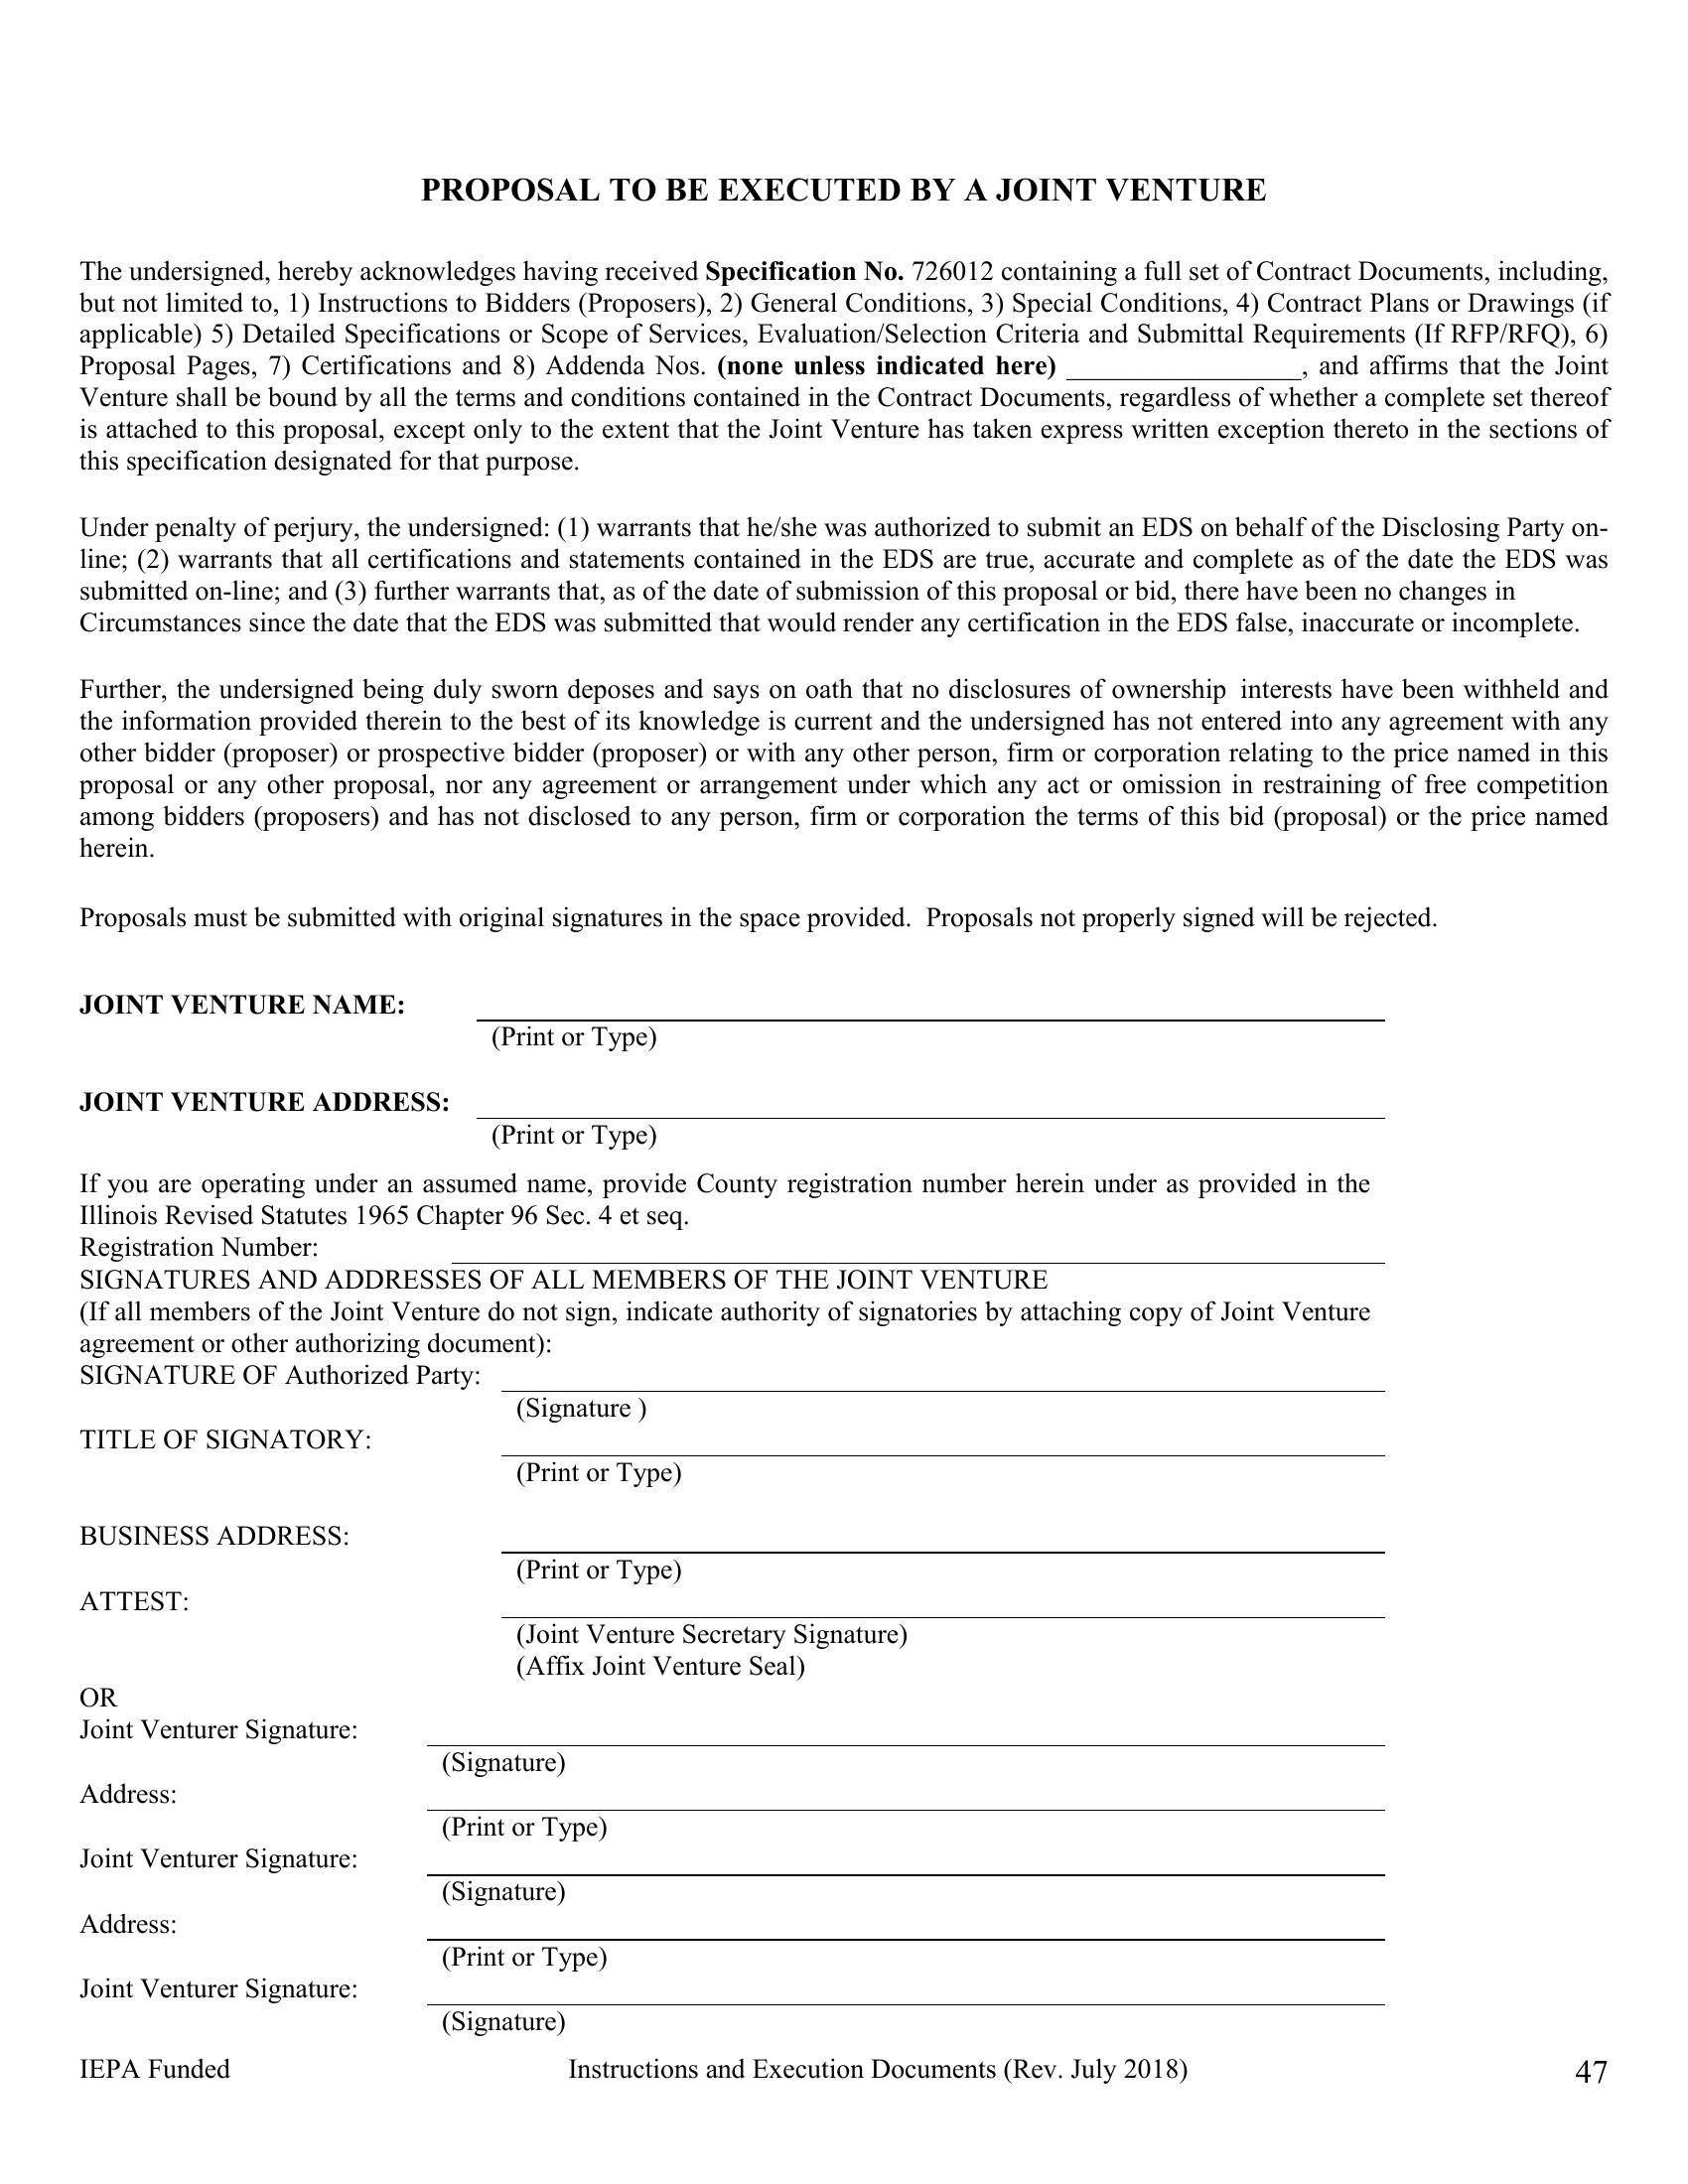 PROPOSAL TO BE EXECUTED BY A JOINT VENTURE
The undersigned, hereby acknowledges having received Specification No. 726012 containing a full set of Contract Documents, including,
but not limited to, 1) Instructions to Bidders (Proposers), 2) General Conditions, 3) Special Conditions, 4) Contract Plans or Drawings (if
applicable) 5) Detailed Specifications or Scope of Services, Evaluation/Selection Criteria and Submittal Requirements (If RFP/RFQ), 6)
Proposal Pages, 7) Certifications and 8) Addenda Nos. (none unless indicated here) _________________, and affirms that the Joint
Venture shall be bound by all the terms and conditions contained in the Contract Documents, regardless of whether a complete set thereof
is attached to this proposal, except only to the extent that the Joint Venture has taken express written exception thereto in the sections of
this specification designated for that purpose.
Under penalty of perjury, the undersigned: (1) warrants that he/she was authorized to submit an EDS on behalf of the Disclosing Party on-
line; (2) warrants that all certifications and statements contained in the EDS are true, accurate and complete as of the date the EDS was
submitted on-line; and (3) further warrants that, as of the date of submission of this proposal or bid, there have been no changes in
Circumstances since the date that the EDS was submitted that would render any certification in the EDS false, inaccurate or incomplete.
Further, the undersigned being duly sworn deposes and says on oath that no disclosures of ownership interests have been withheld and
the information provided therein to the best of its knowledge is current and the undersigned has not entered into any agreement with any
other bidder (proposer) or prospective bidder (proposer) or with any other person, firm or corporation relating to the price named in this
proposal or any other proposal, nor any agreement or arrangement under which any act or omission in restraining of free competition
among bidders (proposers) and has not disclosed to any person, firm or corporation the terms of this bid (proposal) or the price named
herein.
Proposals must be submitted with original signatures in the space provided. Proposals not properly signed will be rejected.
JOINT VENTURE NAME:
(Print or Type)
JOINT VENTURE ADDRESS:
(Print or Type)
If you are operating under an assumed name, provide County registration number herein under as provided in the
Illinois Revised Statutes 1965 Chapter 96 Sec. 4 et seq.
Registration Number:
SIGNATURES AND ADDRESSES OF ALL MEMBERS OF THE JOINT VENTURE
(If all members of the Joint Venture do not sign, indicate authority of signatories by attaching copy of Joint Venture
agreement or other authorizing document):
SIGNATURE OF Authorized Party:
(Signature )
TITLE OF SIGNATORY:
(Print or Type)
BUSINESS ADDRESS:
(Print or Type)
ATTEST:
(Joint Venture Secretary Signature)
(Affix Joint Venture Seal)
OR
Joint Venturer Signature:
(Signature)
Address:
(Print or Type)
Joint Venturer Signature:
(Signature)
Address:
(Print or Type)
Joint Venturer Signature:
(Signature)
IEPA Funded Instructions and Execution Documents (Rev. July 2018) 47